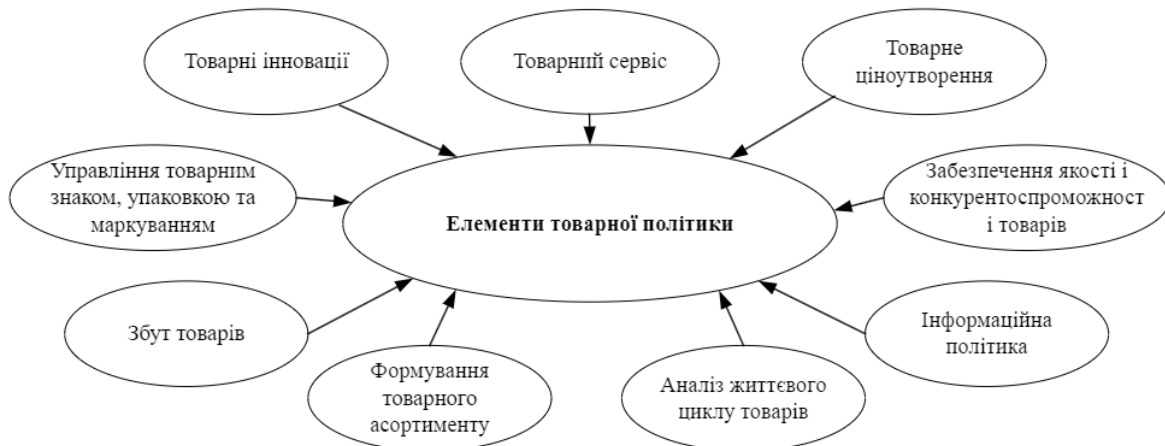 Товарні інновації
Товарний сервіс
Товарне
ціноутворення
Управління товарним
знаком, упаковкою та
маркуванням
Елементи товарної політики
Забезпечення якості і
конкурентоспроможност
і товарів
Збут товарів
Формування
товарного
асортименту
Аналіз життєвого
циклу товарів
Інформаційна
політика